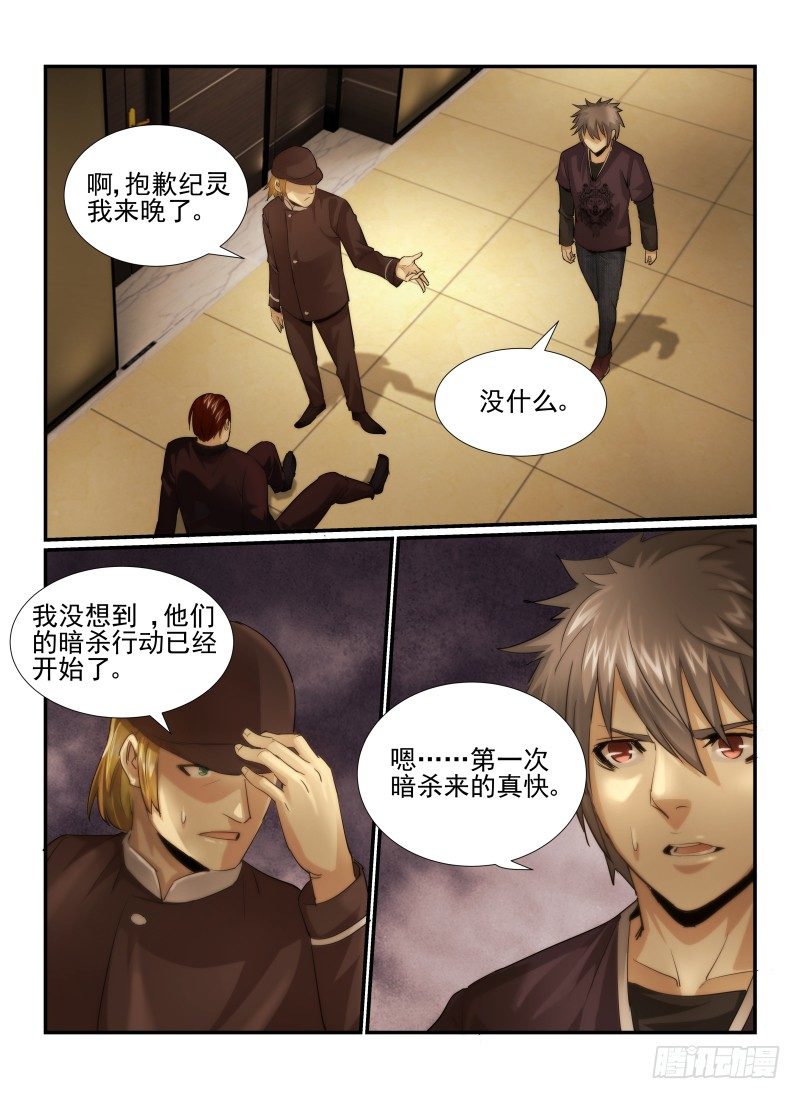 啊，抱歉纪灵
我来晚了。
没什么。
我没想到，他们
的暗杀行动已经
开始了。
嗯……第一次
暗杀来的真快。
腾讯动漫